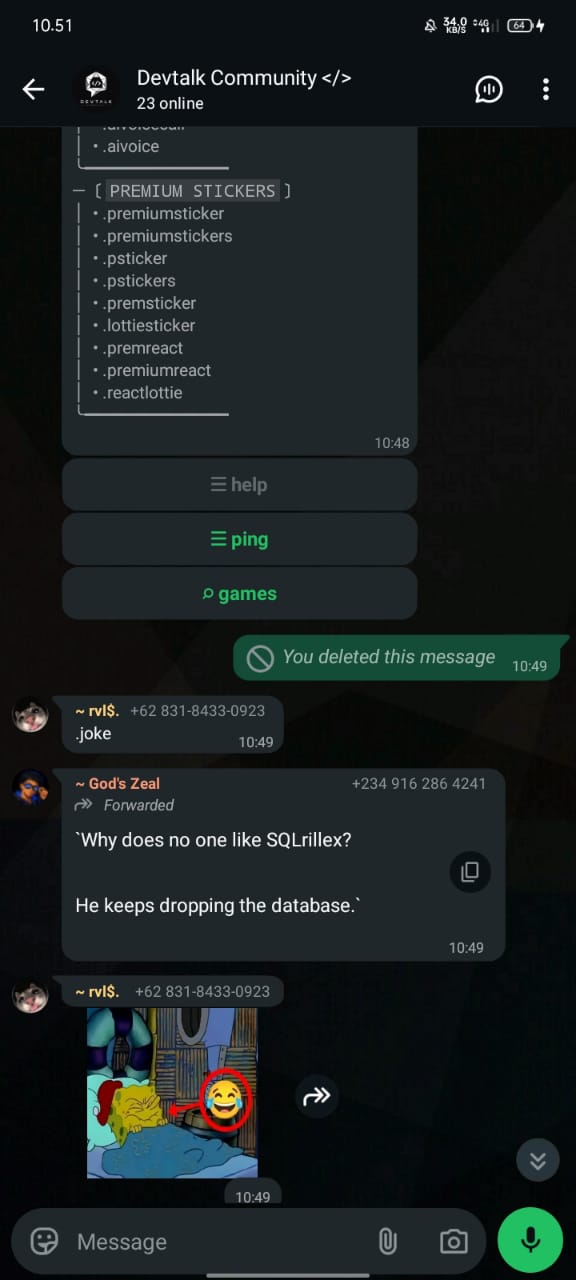 10.51
34.0 KB/S 4G 64
Devtalk Community </>
DEVTALK
23 online
• .aivoice
[ PREMIUM STICKERS ]
• .premiumsticker
• .premiumstickers
• .psticker
• .pstickers
• .premsticker
• .lottiesticker
• .premreact
• .premiumreact
• .reactlottie
10:48
help
ping
games
You deleted this message 10:49
~ rvl$. +62 831-8433-0923
.joke
10:49
~ God's Zeal +234 916 286 4241
Forwarded
`Why does no one like SQLrillex?
He keeps dropping the database.`
10:49
~ rvl$. +62 831-8433-0923
10:49
Message